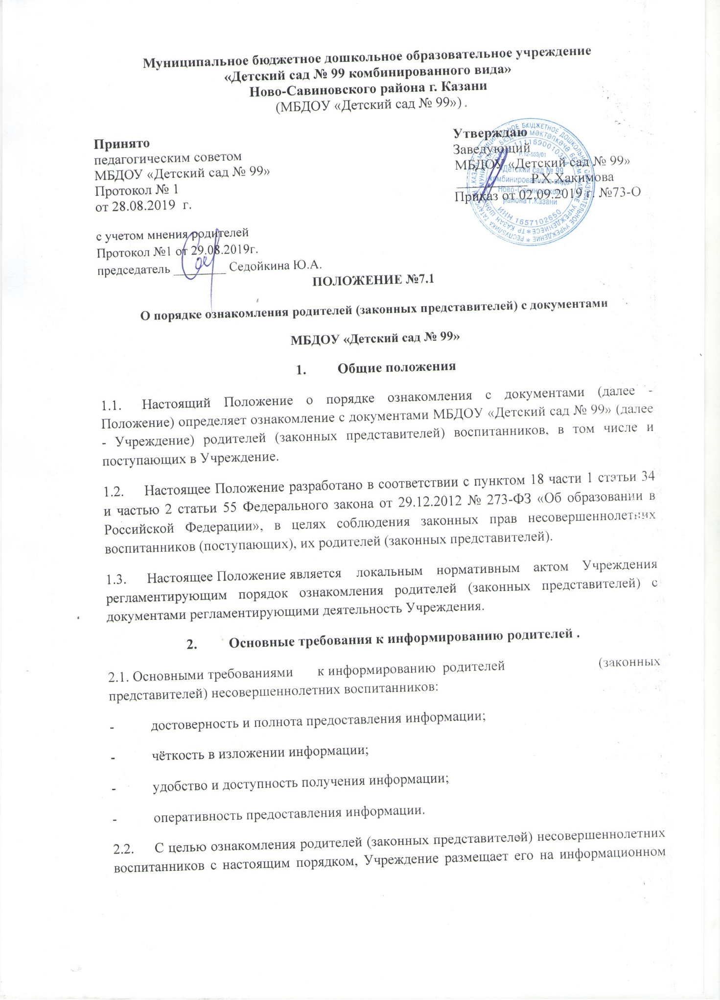 Муниципальное бюджетное дошкольное образовательное учреждение
«Детский сад № 99 комбинированного вида»
Ново-Савиновского района г. Казани
(МБДОУ «Детский сад № 99»)
Принято
педагогическим советом
МБДОУ «Детский сад № 99»
Протокол № 1
от 28.08.2019 г.
с учетом мнения родителей
Протокол №1 от 29.08.2019г.
председатель ________ Седойкина Ю.А.
Утверждаю
Заведующий
МБДОУ «Детский сад № 99»
___________ Р.Х.Хакимова
Приказ от 02.09.2019 г. №73-О
Р.12-553/01
«Детский сад № 99
комбинированного вида»
Ново-Савиновского
района г.Казани
ИНН 1657102650
ПОЛОЖЕНИЕ №7.1
О порядке ознакомления родителей (законных представителей) с документами
МБДОУ «Детский сад № 99»
1. Общие положения
1.1. Настоящий Положение о порядке ознакомления с документами (далее -
Положение) определяет ознакомление с документами МБДОУ «Детский сад № 99» (далее
- Учреждение) родителей (законных представителей) воспитанников, в том числе и
поступающих в Учреждение.
1.2. Настоящее Положение разработано в соответствии с пунктом 18 части 1 статьи 34
и частью 2 статьи 55 Федерального закона от 29.12.2012 № 273-ФЗ «Об образовании в
Российской Федерации», в целях соблюдения законных прав несовершеннолетних
воспитанников (поступающих), их родителей (законных представителей).
1.3. Настоящее Положение является локальным нормативным актом Учреждения
регламентирующим порядок ознакомления родителей (законных представителей) с
документами регламентирующими деятельность Учреждения.
2. Основные требования к информированию родителей .
2.1. Основными требованиями к информированию родителей (законных
представителей) несовершеннолетних воспитанников:
- достоверность и полнота предоставления информации;
- чёткость в изложении информации;
- удобство и доступность получения информации;
- оперативность предоставления информации.
2.2. С целью ознакомления родителей (законных представителей) несовершеннолетних
воспитанников с настоящим порядком, Учреждение размещает его на информационном